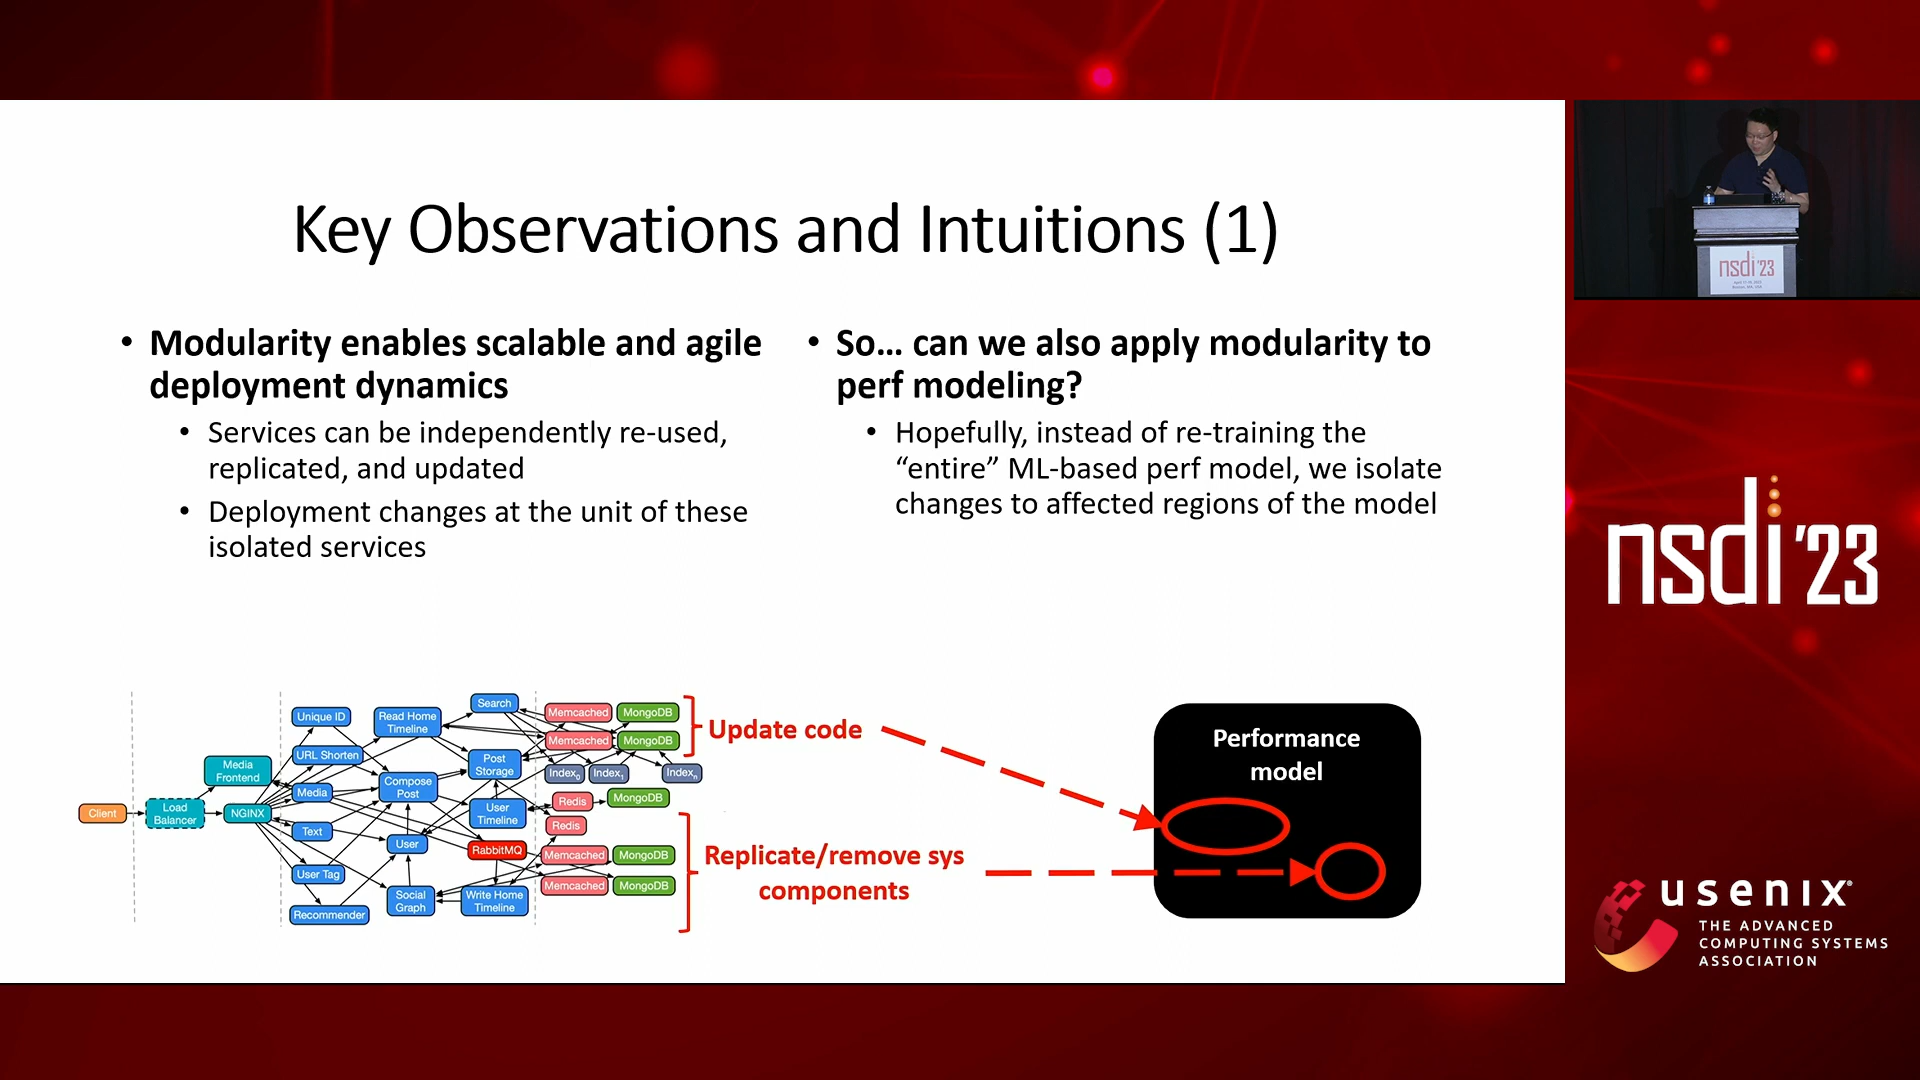 Key Observations and Intuitions (1)
• Modularity enables scalable and agile
deployment dynamics
• Services can be independently re-used,
replicated, and updated
• Deployment changes at the unit of these
isolated services
• So… can we also apply modularity to
perf modeling?
• Hopefully, instead of re-training the
“entire” ML-based perf model, we isolate
changes to affected regions of the model
Client
Load
Balancer
Media
Frontend
NGINX
Unique ID
URL Shorten
Media
Text
User Tag
Recommender
Read Home
Timeline
Compose
Post
User
Social
Graph
Search
Post
Storage
User
Timeline
RabbitMQ
Write Home
Timeline
Memcached
MongoDB
Memcached
MongoDB
Index0
Index1
Indexn
Redis
MongoDB
Redis
Memcached
MongoDB
Memcached
MongoDB
Update code
Replicate/remove sys
components
Performance
model
nsdi'23
nsdi'23
usenix
THE ADVANCED
COMPUTING SYSTEMS
ASSOCIATION